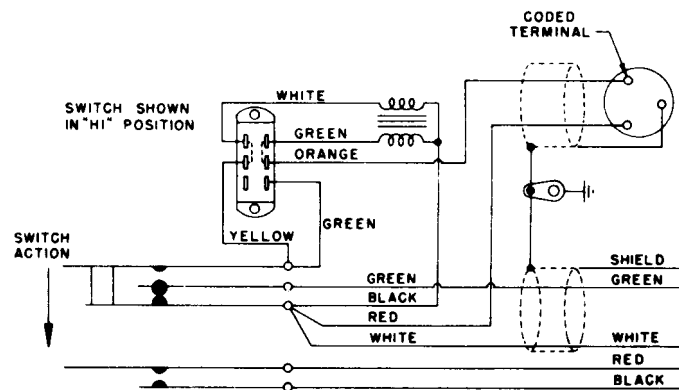 CODED
TERMINAL
WHITE
SWITCH SHOWN
IN "HI" POSITION
GREEN
ORANGE
GREEN
YELLOW
SWITCH
ACTION
SHIELD
GREEN
GREEN
BLACK
RED
WHITE
WHITE
RED
BLACK